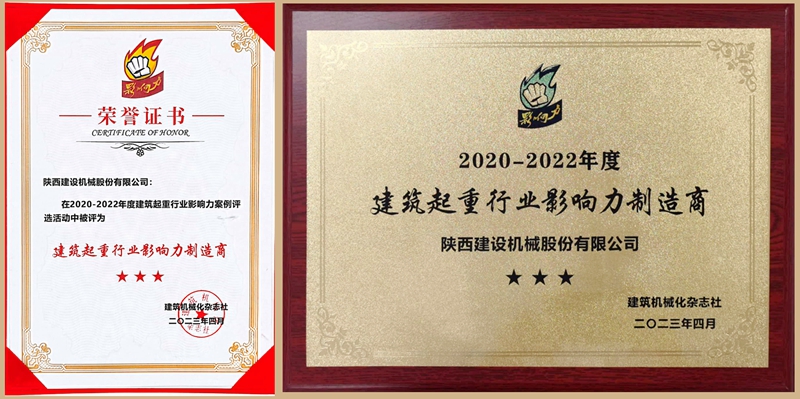 影响力
荣誉证书
CERTIFICATE OF HONOR
陕西建设机械股份有限公司：
在2020-2022年度建筑起重行业影响力案例评
选活动中被评为
建筑起重行业影响力制造商
★★★
建筑机械化杂志社
二〇二三年四月
影响力
2020-2022年度
建筑起重行业影响力制造商
陕西建设机械股份有限公司
★★★
建筑机械化杂志社
二〇二三年四月